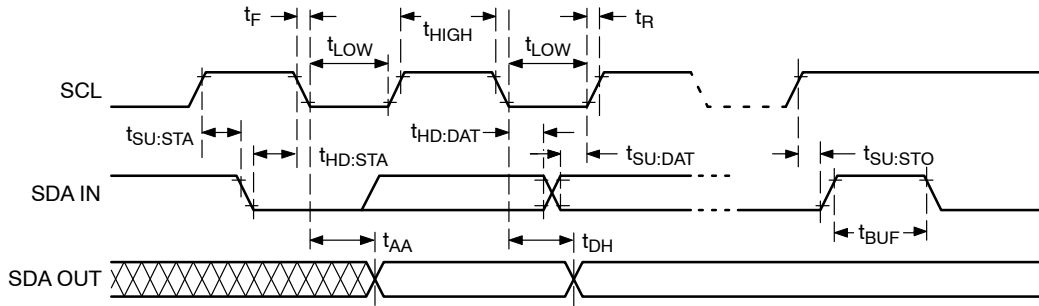 tF
tHIGH
tR
tLOW
tLOW
SCL
tSU:STA
tHD:STA
tHD:DAT
tSU:DAT
tSU:STO
SDA IN
tBUF
tAA
tDH
SDA OUT